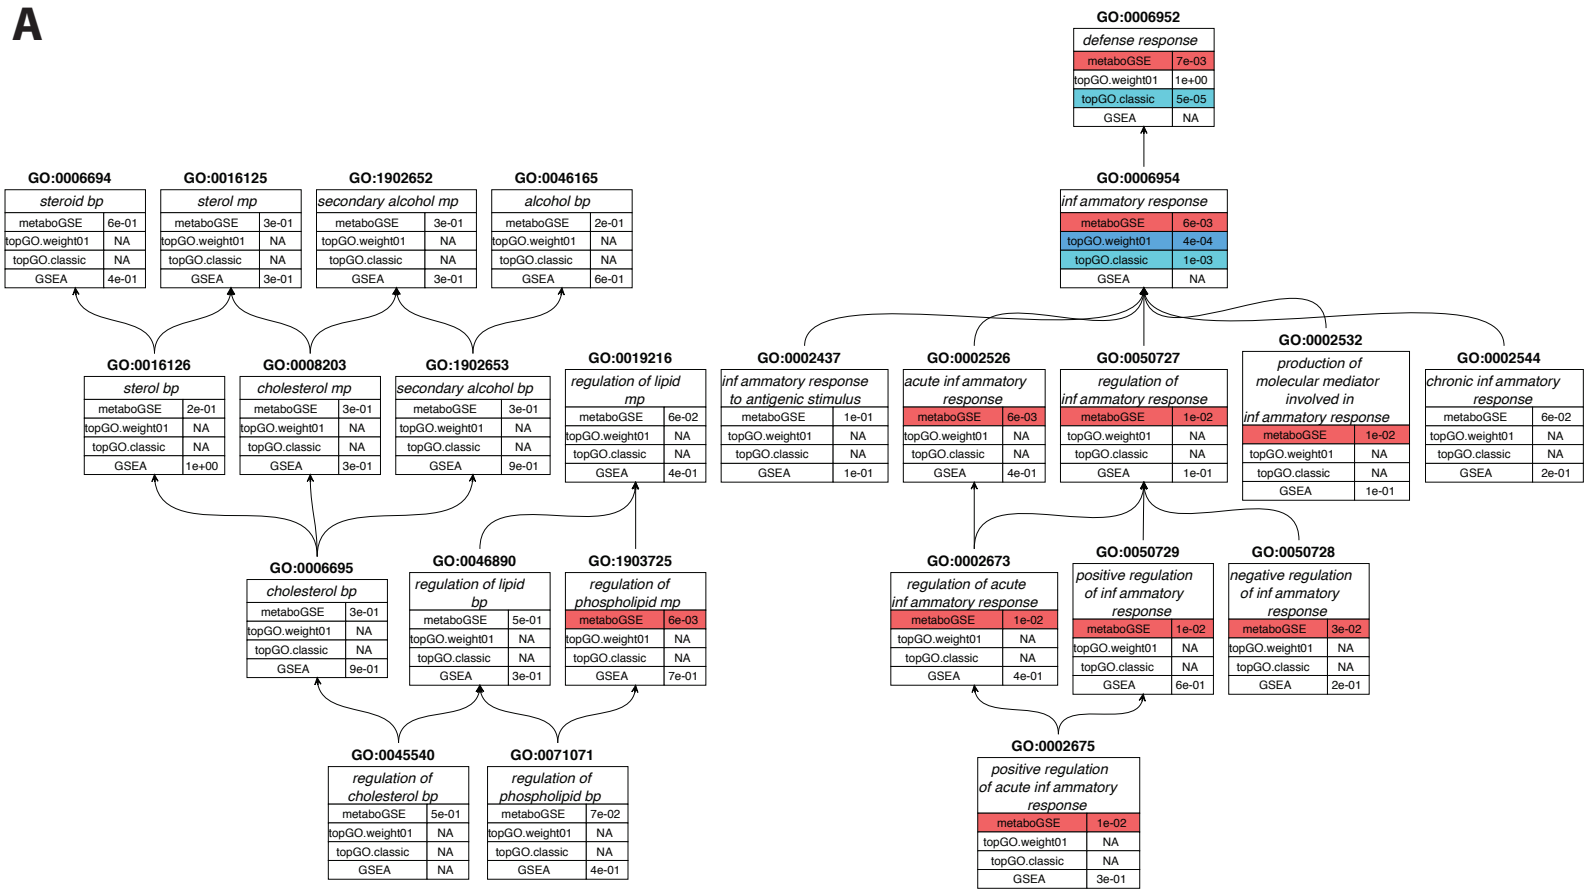 A
GO:0006952
defense response
metaboGSE 7e-03
topGO.weight01 1e+00
topGO.classic 5e-05
GSEA NA
GO:0006694
steroid bp
metaboGSE 6e-01
topGO.weight01 NA
topGO.classic NA
GSEA 4e-01
GO:0016125
sterol mp
metaboGSE 3e-01
topGO.weight01 NA
topGO.classic NA
GSEA 3e-01
GO:1902652
secondary alcohol mp
metaboGSE 3e-01
topGO.weight01 NA
topGO.classic NA
GSEA 3e-01
GO:0046165
alcohol bp
metaboGSE 2e-01
topGO.weight01 NA
topGO.classic NA
GSEA 6e-01
GO:0006954
inf ammatory response
metaboGSE 6e-03
topGO.weight01 4e-04
topGO.classic 1e-03
GSEA NA
GO:0016126
sterol bp
metaboGSE 2e-01
topGO.weight01 NA
topGO.classic NA
GSEA 1e+00
GO:0008203
cholesterol mp
metaboGSE 3e-01
topGO.weight01 NA
topGO.classic NA
GSEA 3e-01
GO:1902653
secondary alcohol bp
metaboGSE 3e-01
topGO.weight01 NA
topGO.classic NA
GSEA 9e-01
GO:0019216
regulation of lipid
mp
metaboGSE 6e-02
topGO.weight01 NA
topGO.classic NA
GSEA 4e-01
GO:0002437
inf ammatory response
to antigenic stimulus
metaboGSE 1e-01
topGO.weight01 NA
topGO.classic NA
GSEA 1e-01
GO:0002526
acute inf ammatory
response
metaboGSE 6e-03
topGO.weight01 NA
topGO.classic NA
GSEA 4e-01
GO:0050727
regulation of
inf ammatory response
metaboGSE 1e-02
topGO.weight01 NA
topGO.classic NA
GSEA 1e-01
GO:0002532
production of
molecular mediator
involved in
inf ammatory response
metaboGSE 1e-02
topGO.weight01 NA
topGO.classic NA
GSEA 1e-01
GO:0002544
chronic inf ammatory
response
metaboGSE 6e-02
topGO.weight01 NA
topGO.classic NA
GSEA 2e-01
GO:0006695
cholesterol bp
metaboGSE 3e-01
topGO.weight01 NA
topGO.classic NA
GSEA 9e-01
GO:0046890
regulation of lipid
bp
metaboGSE 5e-01
topGO.weight01 NA
topGO.classic NA
GSEA 3e-01
GO:1903725
regulation of
phospholipid mp
metaboGSE 6e-03
topGO.weight01 NA
topGO.classic NA
GSEA 7e-01
GO:0002673
regulation of acute
inf ammatory response
metaboGSE 1e-02
topGO.weight01 NA
topGO.classic NA
GSEA 4e-01
GO:0050729
positive regulation
of inf ammatory
response
metaboGSE 1e-02
topGO.weight01 NA
topGO.classic NA
GSEA 6e-01
GO:0050728
negative regulation
of inf ammatory
response
metaboGSE 3e-02
topGO.weight01 NA
topGO.classic NA
GSEA 2e-01
GO:0045540
regulation of
cholesterol bp
metaboGSE 5e-01
topGO.weight01 NA
topGO.classic NA
GSEA NA
GO:0071071
regulation of
phospholipid bp
metaboGSE 7e-02
topGO.weight01 NA
topGO.classic NA
GSEA 4e-01
GO:0002675
positive regulation
of acute inf ammatory
response
metaboGSE 1e-02
topGO.weight01 NA
topGO.classic NA
GSEA 3e-01